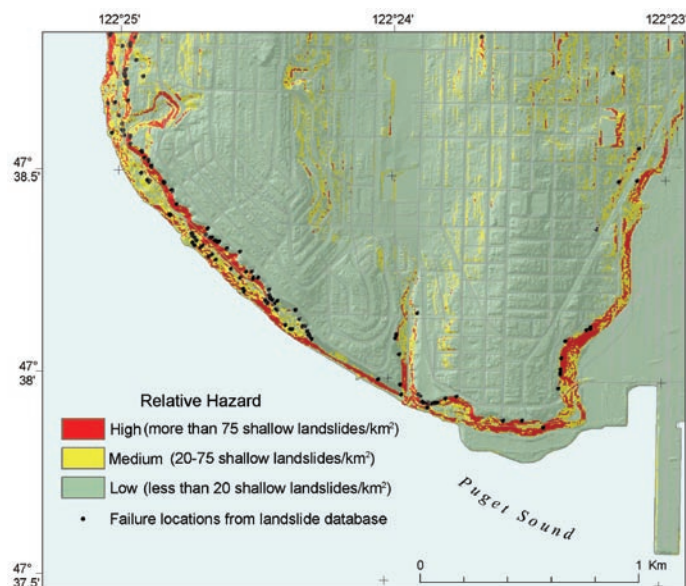 122°25' 122°24' 122°23'
47°
38.5'
47°
38'
Relative Hazard
High (more than 75 shallow landslides/km²)
Medium (20-75 shallow landslides/km²)
Low (less than 20 shallow landslides/km²)
Failure locations from landslide database
Puget Sound
47°
37.5'
0 1 Km